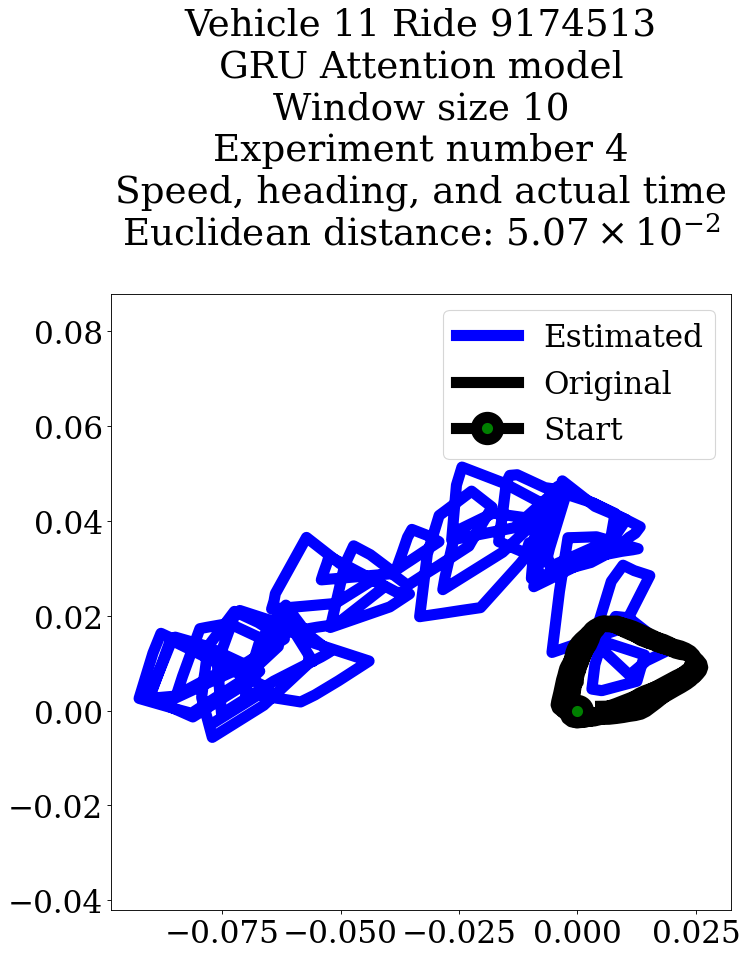 Vehicle 11 Ride 9174513
GRU Attention model
Window size 10
Experiment number 4
Speed, heading, and actual time
Euclidean distance: 5.07 × 10⁻²
Estimated
Original
Start
0.08
0.06
0.04
0.02
0.00
−0.02
−0.04
−0.075 −0.050 −0.025 0.000 0.025